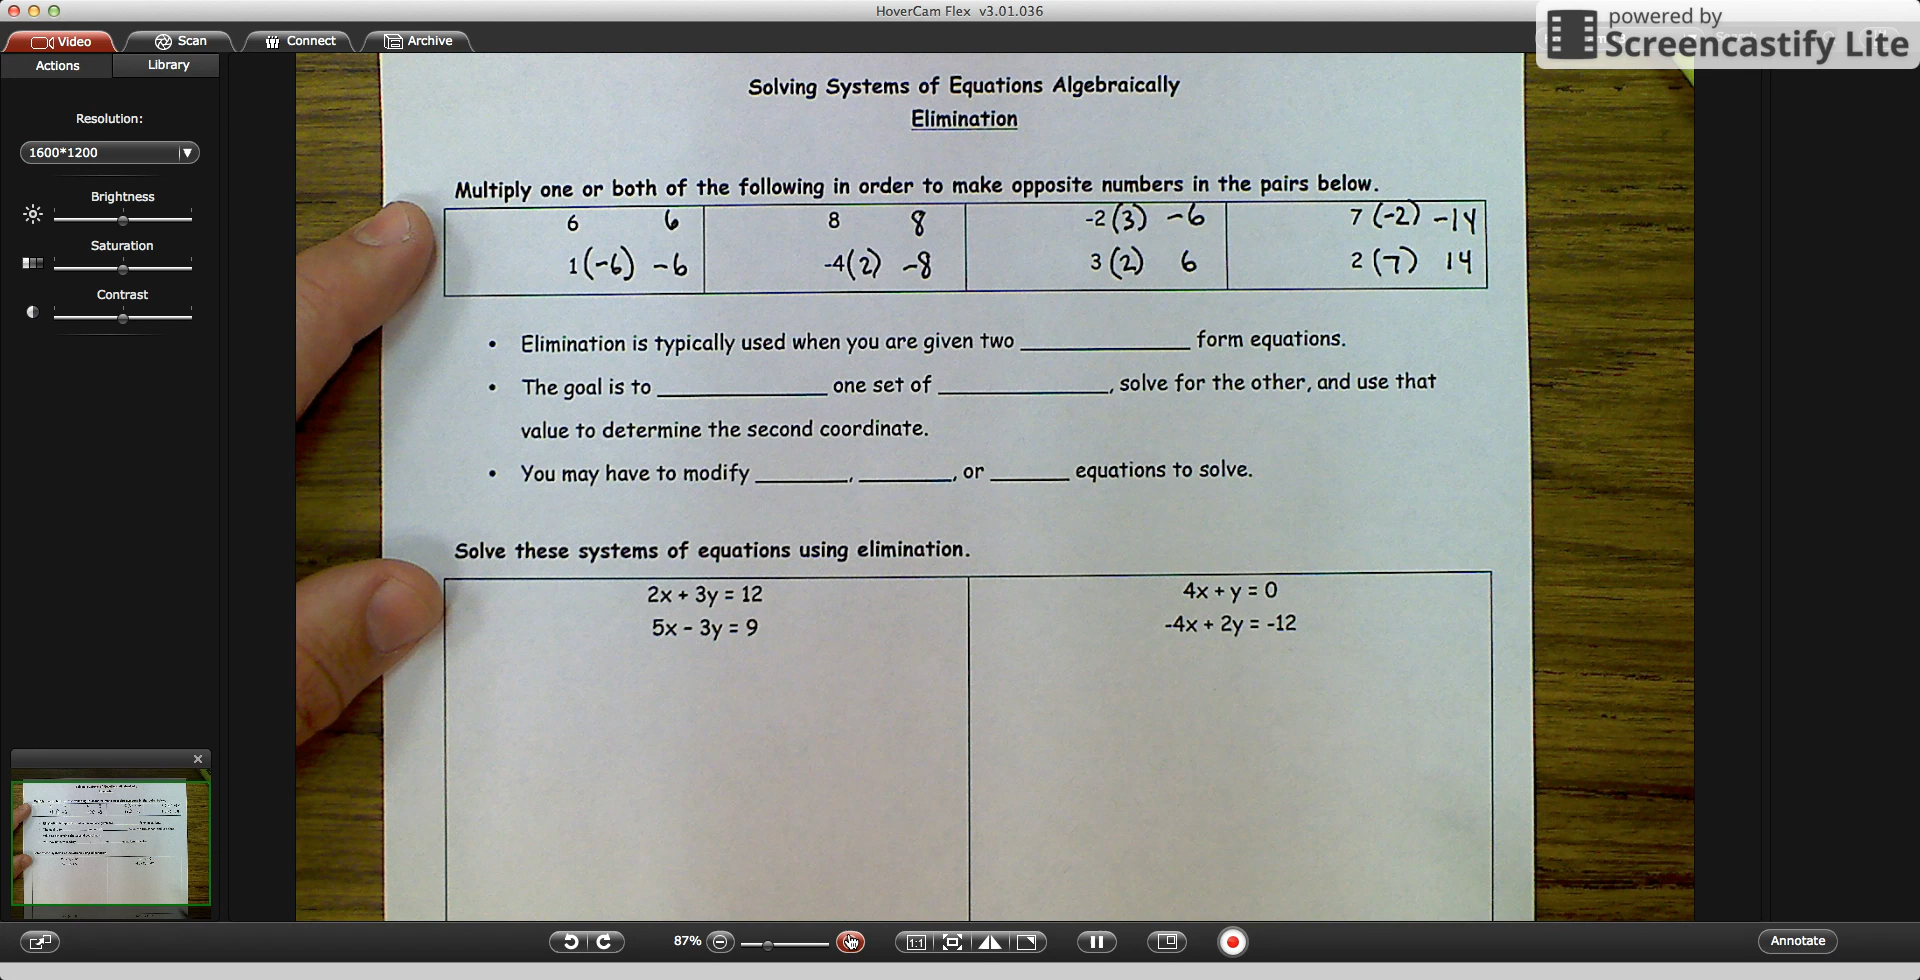 HoverCam Flex v3.01.036
powered by
Screencastify Lite
Video
Scan
Connect
Archive
Actions
Library
Resolution:
1600*1200
Brightness
Saturation
Contrast
Solving Systems of Equations Algebraically
Elimination
Multiply one or both of the following in order to make opposite numbers in the pairs below.
6 6 8 8 -2(3) -6 7(-2) -14
1(-6) -6 -4(2) -8 3(2) 6 2(7) 14
• Elimination is typically used when you are given two ______________ form equations.
• The goal is to ______________ one set of ______________, solve for the other, and use that
value to determine the second coordinate.
• You may have to modify ________, ________, or _______ equations to solve.
Solve these systems of equations using elimination.
2x + 3y = 12 4x + y = 0
5x - 3y = 9 -4x + 2y = -12
87%
1:1
Annotate